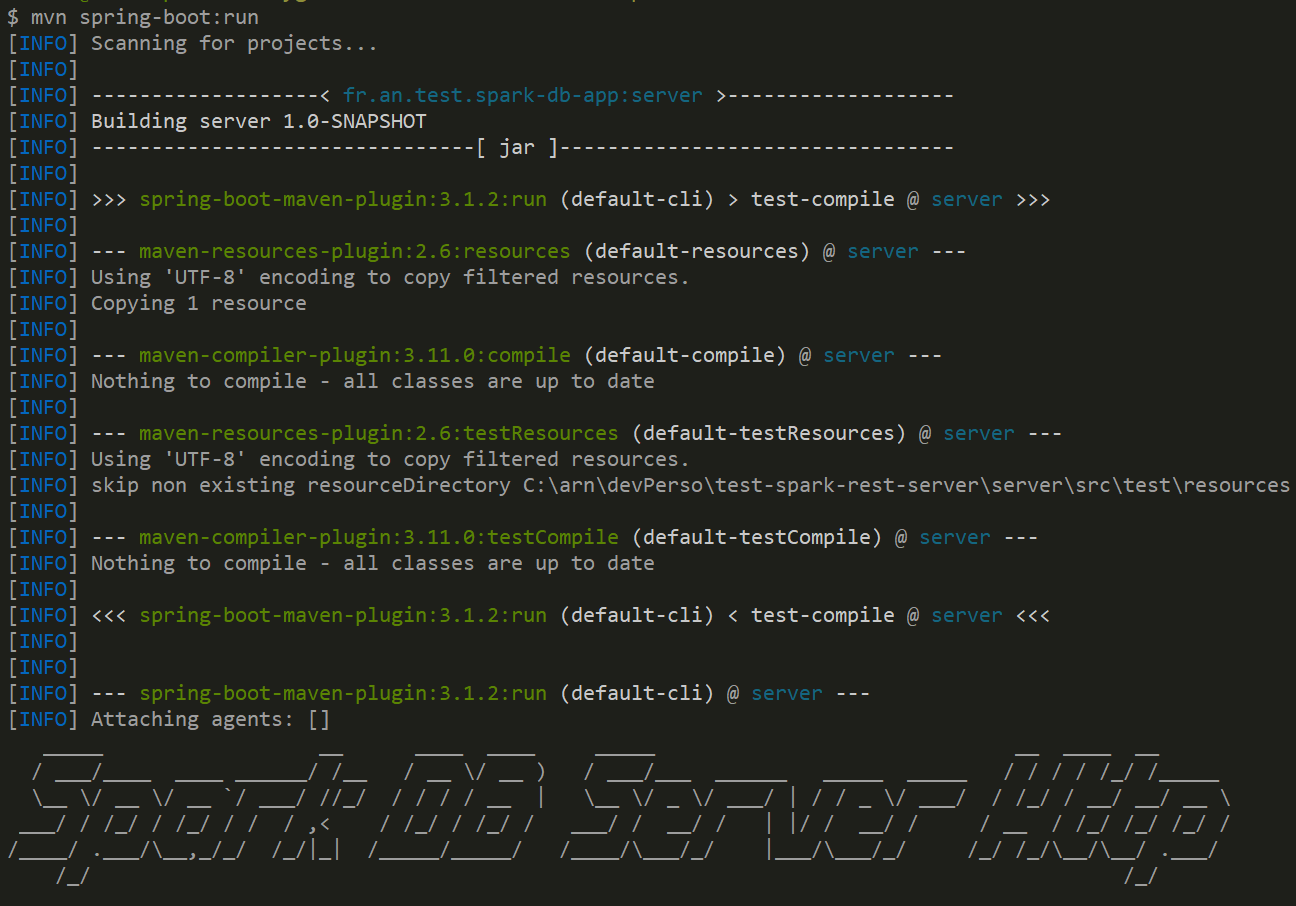 $ mvn spring-boot:run
[INFO] Scanning for projects...
[INFO]
[INFO] -------------------< fr.an.test.spark-db-app:server >-------------------
[INFO] Building server 1.0-SNAPSHOT
[INFO] --------------------------------[ jar ]---------------------------------
[INFO]
[INFO] >>> spring-boot-maven-plugin:3.1.2:run (default-cli) > test-compile @ server >>>
[INFO]
[INFO] --- maven-resources-plugin:2.6:resources (default-resources) @ server ---
[INFO] Using 'UTF-8' encoding to copy filtered resources.
[INFO] Copying 1 resource
[INFO]
[INFO] --- maven-compiler-plugin:3.11.0:compile (default-compile) @ server ---
[INFO] Nothing to compile - all classes are up to date
[INFO]
[INFO] --- maven-resources-plugin:2.6:testResources (default-testResources) @ server ---
[INFO] Using 'UTF-8' encoding to copy filtered resources.
[INFO] skip non existing resourceDirectory C:\arn\devPerso\test-spark-rest-server\server\src\test\resources
[INFO]
[INFO] --- maven-compiler-plugin:3.11.0:testCompile (default-testCompile) @ server ---
[INFO] Nothing to compile - all classes are up to date
[INFO]
[INFO] <<< spring-boot-maven-plugin:3.1.2:run (default-cli) < test-compile @ server <<<
[INFO]
[INFO]
[INFO] --- spring-boot-maven-plugin:3.1.2:run (default-cli) @ server ---
[INFO] Attaching agents: []
Spark DB Server Http